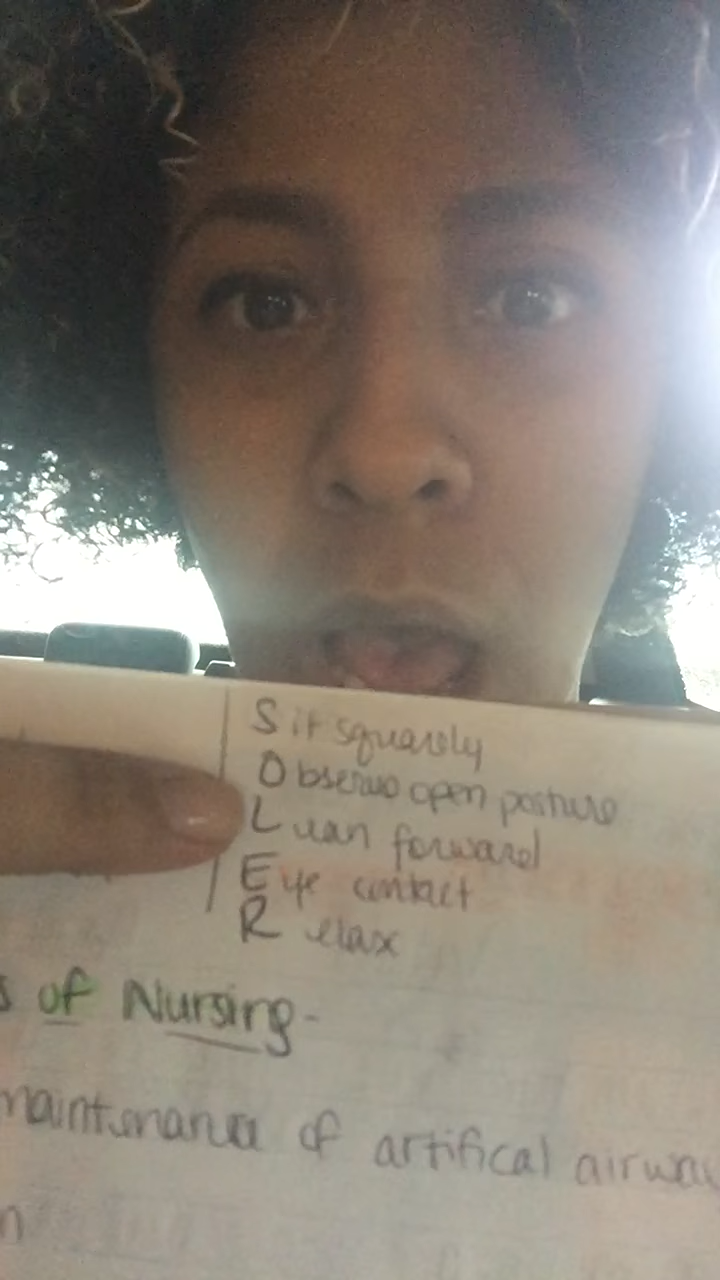 Sit squarely
Observe open posture
Lean forward
Eye contact
Relax
s of Nursing-
maintenance of artifical airway
n